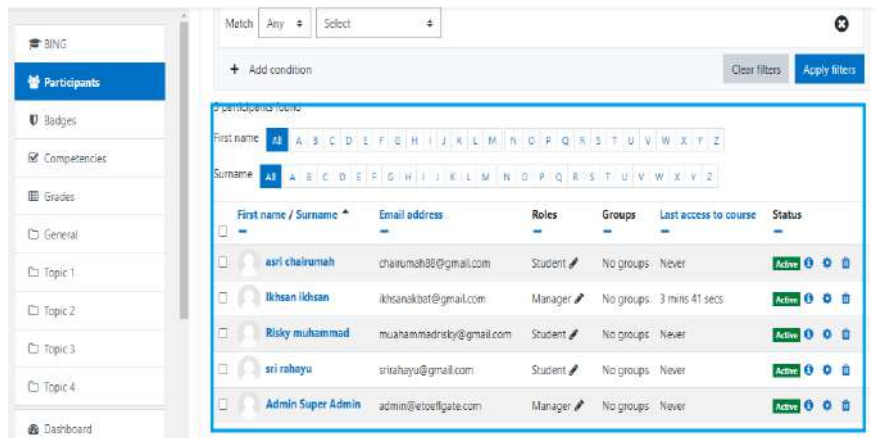 Match Any Select
BING
Participants
Badges
Competencies
Grades
General
Topic 1
Topic 2
Topic 3
Topic 4
Dashboard
+ Add condition
Clear filters Apply filters
5 participants found
First name All A B C D E F G H I J K L M N O P Q R S T U V W X Y Z
Surname All A B C D E F G H I J K L M N O P Q R S T U V W X Y Z
First name / Surname Email address Roles Groups Last access to course Status
asri chairumah chairumah88@gmail.com Student No groups Never Active
Ikhsan ikhsan ikhsanakbat@gmail.com Manager No groups 3 mins 41 secs Active
Risky muhammad muahammadrisky@gmail.com Student No groups Never Active
sri rahayu srirahayu@gmail.com Student No groups Never Active
Admin Super Admin admin@etoeflgate.com Manager No groups Never Active